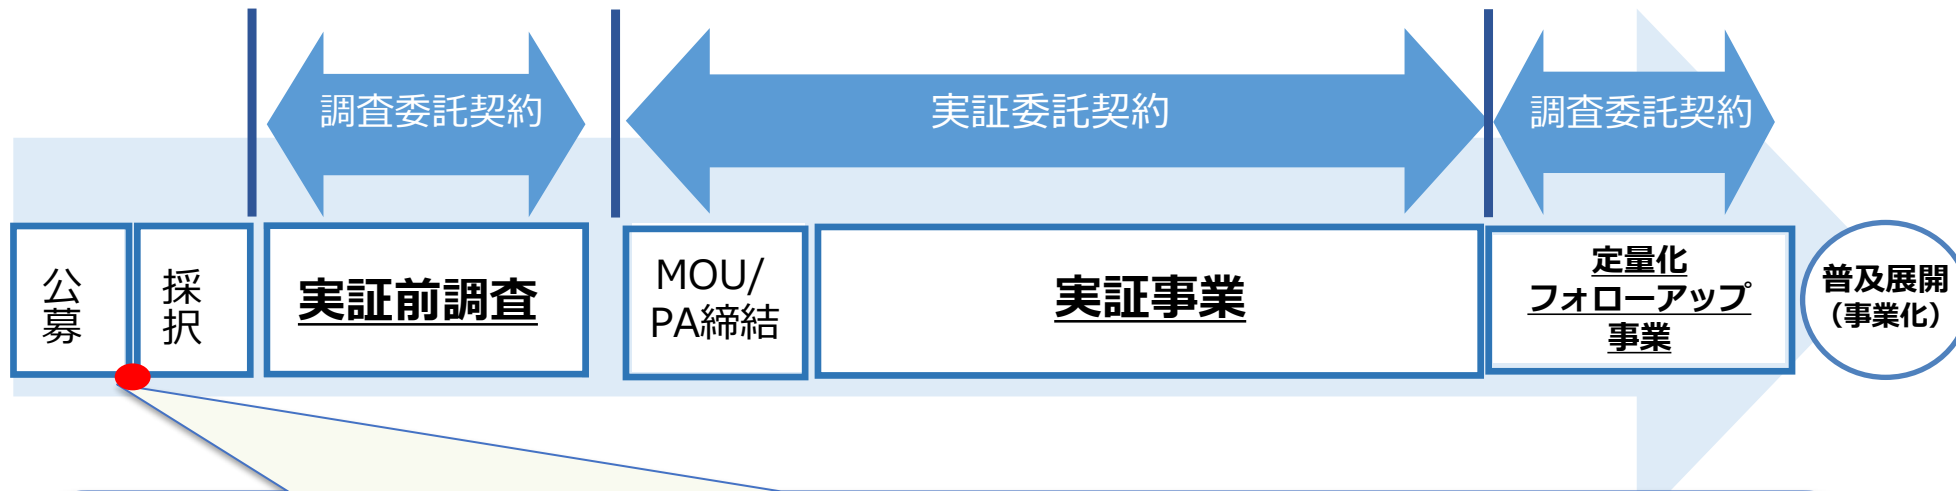 調査委託契約
実証委託契約
調査委託契約
公募
採択
実証前調査
MOU/
PA締結
実証事業
定量化
フォローアップ
事業
普及展開
（事業化）